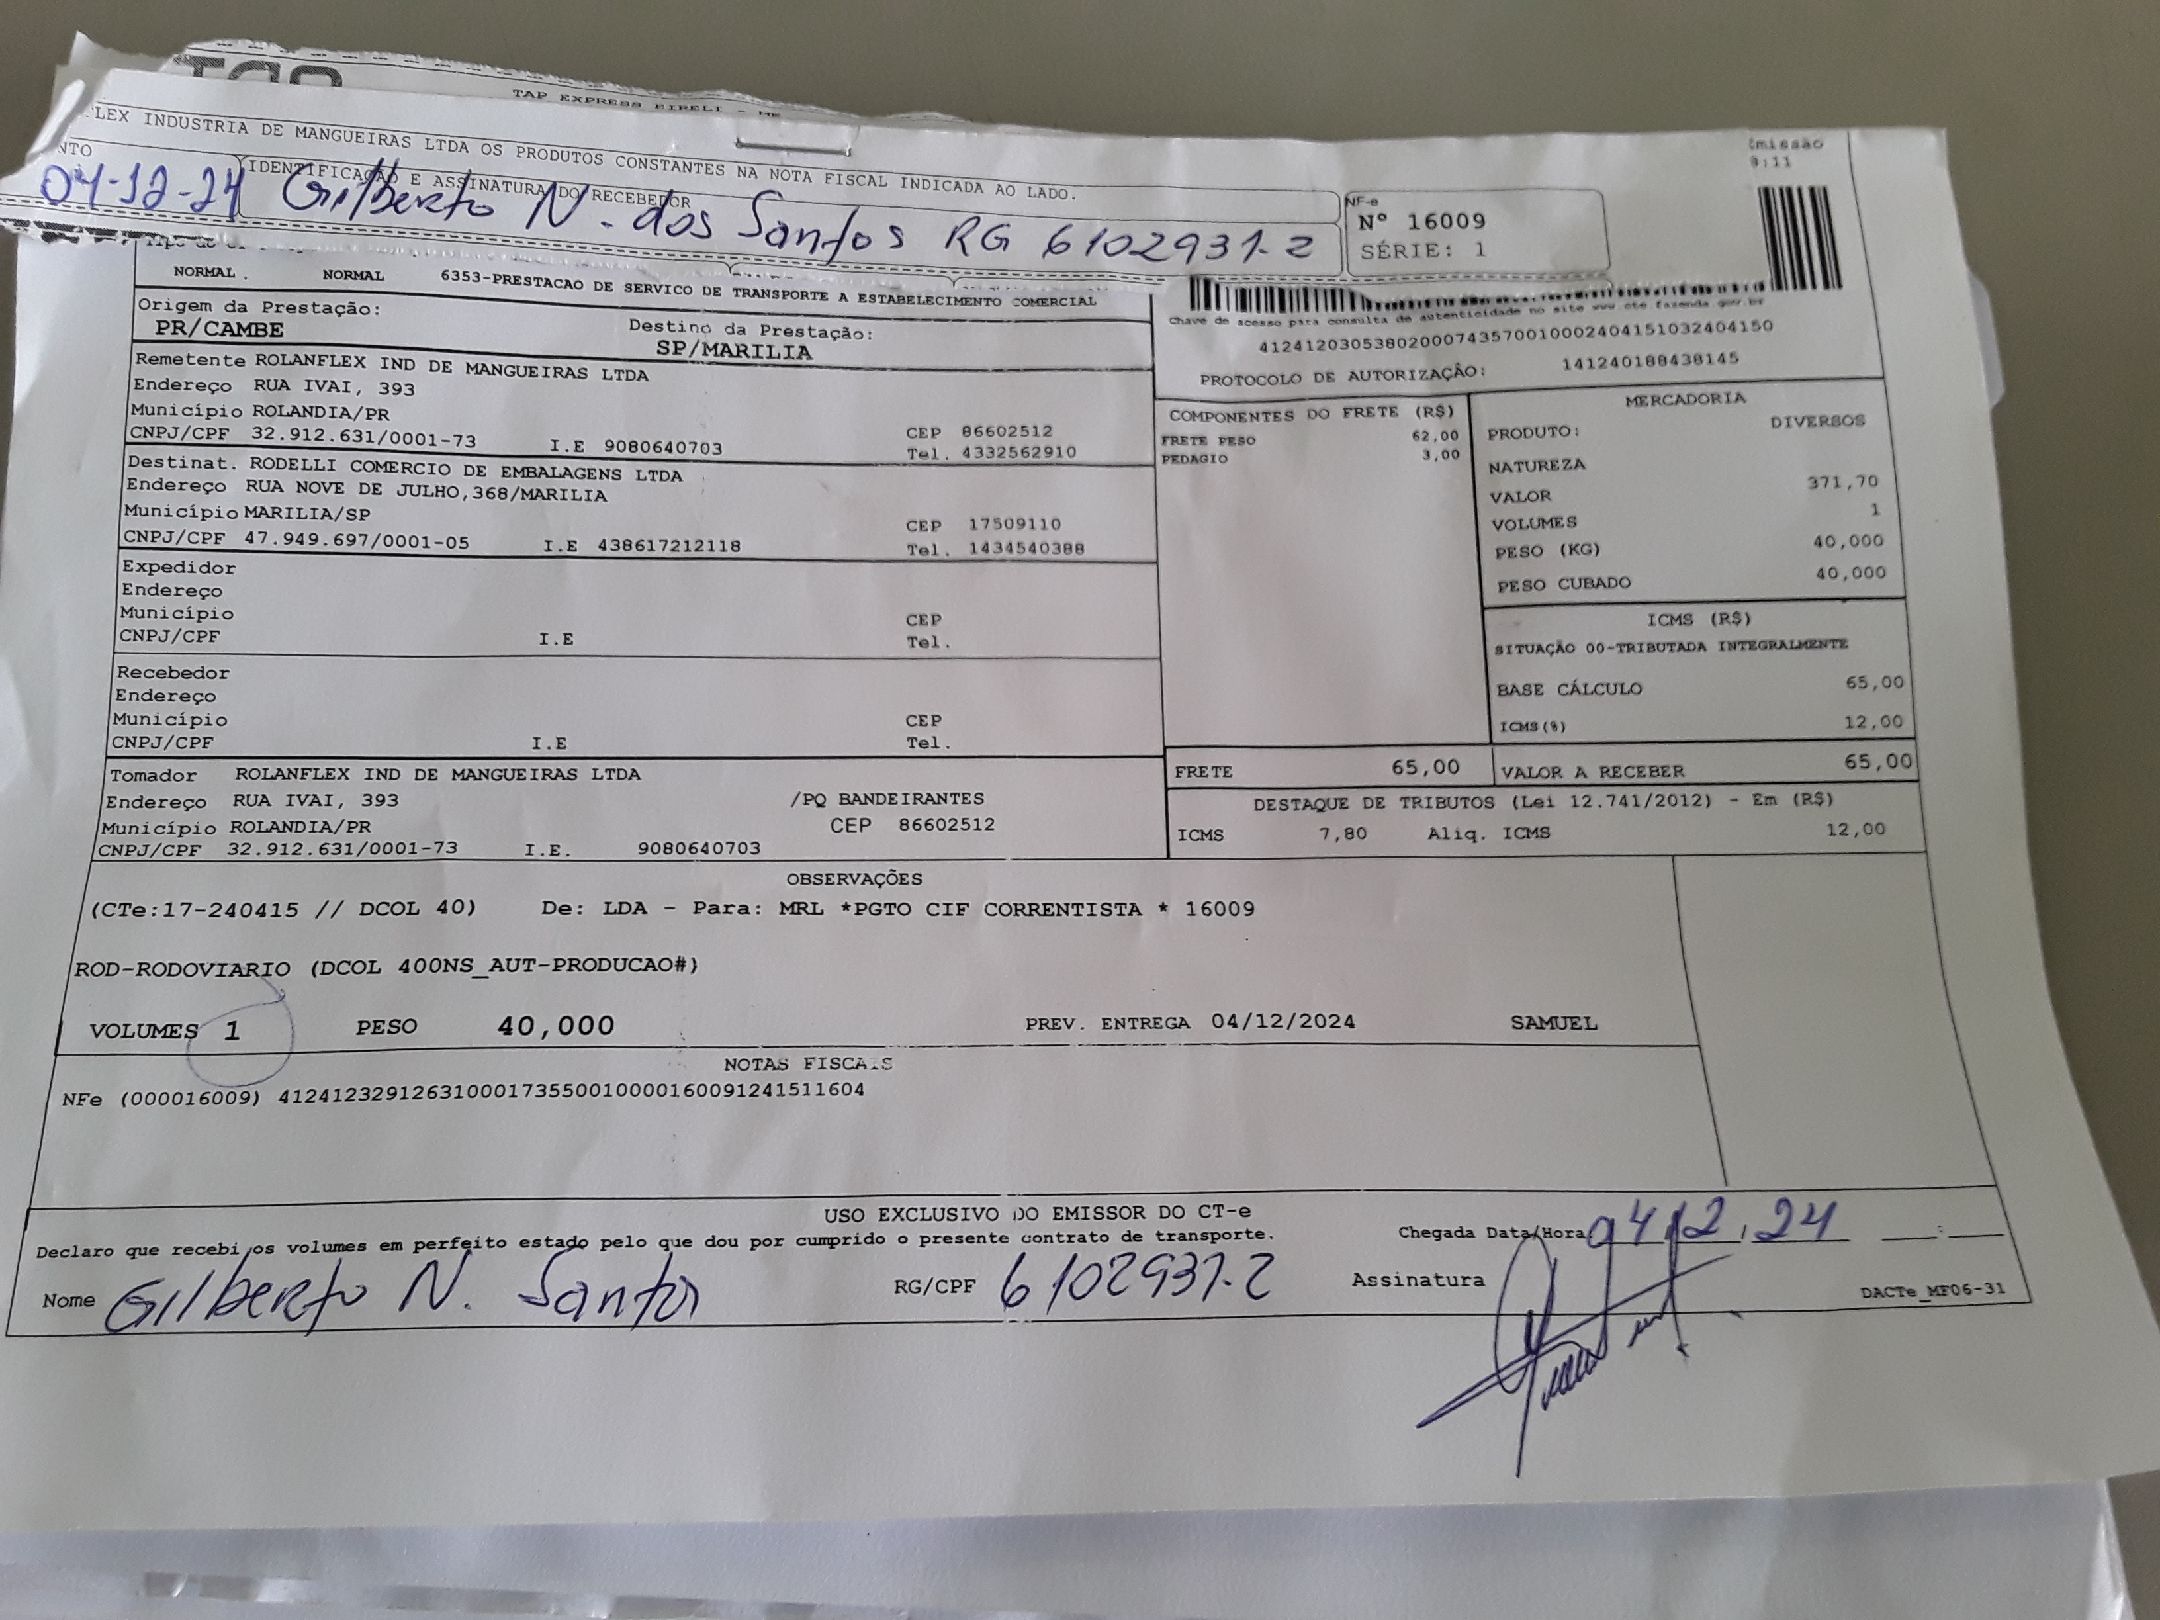 TAP EXPRESS EIRELI - ME
LEX INDUSTRIA DE MANGUEIRAS LTDA OS PRODUTOS CONSTANTES NA NOTA FISCAL INDICADA AO LADO.
NTO IDENTIFICAÇÃO E ASSINATURA DO RECEBEDOR
04-12-24 Gilberto N. dos Santos RG 6102931-2
NF-e
Nº 16009
SÉRIE: 1
Emissão
9:11
NORMAL NORMAL 6353-PRESTACAO DE SERVICO DE TRANSPORTE A ESTABELECIMENTO COMERCIAL
Origem da Prestação: Destino da Prestação:
PR/CAMBE SP/MARILIA
Chave de acesso para consulta de autenticidade no site www.cte.fazenda.gov.br
41241203053802000743570010002404151032404150
PROTOCOLO DE AUTORIZAÇÃO: 141240188438145
Remetente ROLANFLEX IND DE MANGUEIRAS LTDA
Endereço RUA IVAI, 393
Município ROLANDIA/PR CEP 86602512
CNPJ/CPF 32.912.631/0001-73 I.E 9080640703 Tel. 4332562910
Destinat. RODELLI COMERCIO DE EMBALAGENS LTDA
Endereço RUA NOVE DE JULHO,368/MARILIA
Município MARILIA/SP CEP 17509110
CNPJ/CPF 47.949.697/0001-05 I.E 438617212118 Tel. 1434540388
Expedidor
Endereço
Município CEP
CNPJ/CPF I.E Tel.
Recebedor
Endereço
Município CEP
CNPJ/CPF I.E Tel.
Tomador ROLANFLEX IND DE MANGUEIRAS LTDA
Endereço RUA IVAI, 393 /PQ BANDEIRANTES
Município ROLANDIA/PR CEP 86602512
CNPJ/CPF 32.912.631/0001-73 I.E. 9080640703
COMPONENTES DO FRETE (R$)
FRETE PESO 62,00
PEDAGIO 3,00
MERCADORIA
PRODUTO: DIVERSOS
NATUREZA
VALOR 371,70
VOLUMES 1
PESO (KG) 40,000
PESO CUBADO 40,000
ICMS (R$)
SITUAÇÃO 00-TRIBUTADA INTEGRALMENTE
BASE CÁLCULO 65,00
ICMS(%) 12,00
FRETE 65,00 VALOR A RECEBER 65,00
DESTAQUE DE TRIBUTOS (Lei 12.741/2012) - Em (R$)
ICMS 7,80 Aliq. ICMS 12,00
OBSERVAÇÕES
(CTe:17-240415 // DCOL 40) De: LDA - Para: MRL *PGTO CIF CORRENTISTA * 16009
ROD-RODOVIARIO (DCOL 400NS_AUT-PRODUCAO#)
VOLUMES 1 PESO 40,000 PREV. ENTREGA 04/12/2024 SAMUEL
NOTAS FISCAIS
NFe (000016009) 41241232912631000173550010000160091241511604
USO EXCLUSIVO DO EMISSOR DO CT-e
Declaro que recebi os volumes em perfeito estado pelo que dou por cumprido o presente contrato de transporte. Chegada Data/Hora 04 12, 24 __:__
Nome Gilberto N. Santos RG/CPF 6102931-2 Assinatura
DACTe_MF06-31